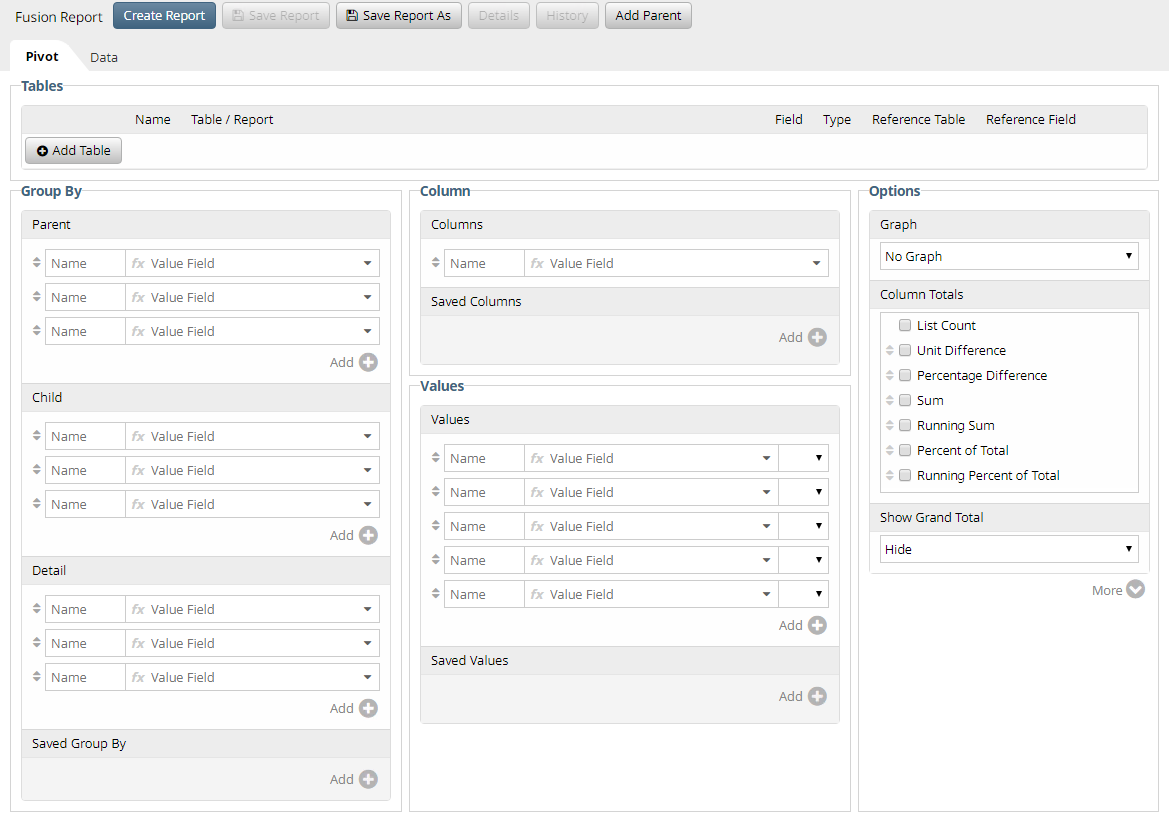 Fusion Report Create Report Save Report Save Report As Details History Add Parent
Pivot Data
Tables
Name Table / Report Field Type Reference Table Reference Field
Add Table
Group By
Parent
Name fx Value Field
Name fx Value Field
Name fx Value Field
Add
Child
Name fx Value Field
Name fx Value Field
Name fx Value Field
Add
Detail
Name fx Value Field
Name fx Value Field
Name fx Value Field
Add
Saved Group By
Add
Column
Columns
Name fx Value Field
Saved Columns
Add
Values
Values
Name fx Value Field
Name fx Value Field
Name fx Value Field
Name fx Value Field
Name fx Value Field
Add
Saved Values
Add
Options
Graph
No Graph
Column Totals
List Count
Unit Difference
Percentage Difference
Sum
Running Sum
Percent of Total
Running Percent of Total
Show Grand Total
Hide
More